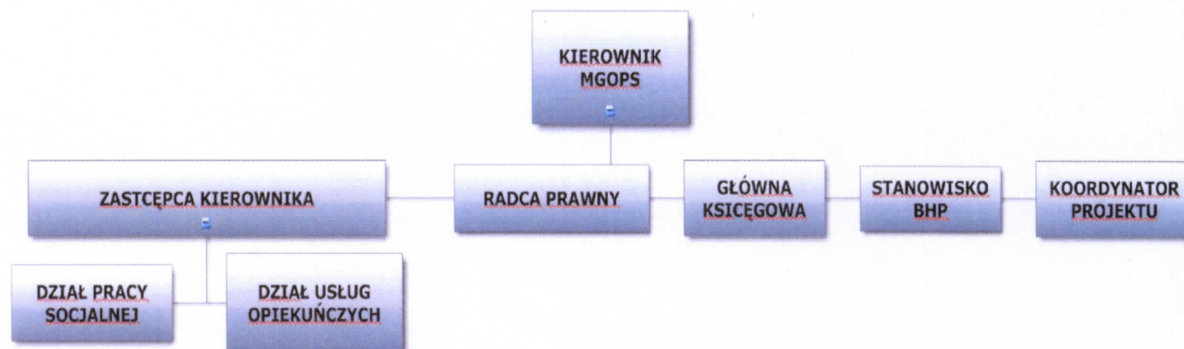 KIEROWNIK
MGOPS
ZASTCĘPCA KIEROWNIKA
RADCA PRAWNY
GŁÓWNA
KSICĘGOWA
STANOWISKO
BHP
KOORDYNATOR
PROJEKTU
DZIAŁ PRACY
SOCJALNEJ
DZIAŁ USŁUG
OPIEKUŃCZYCH